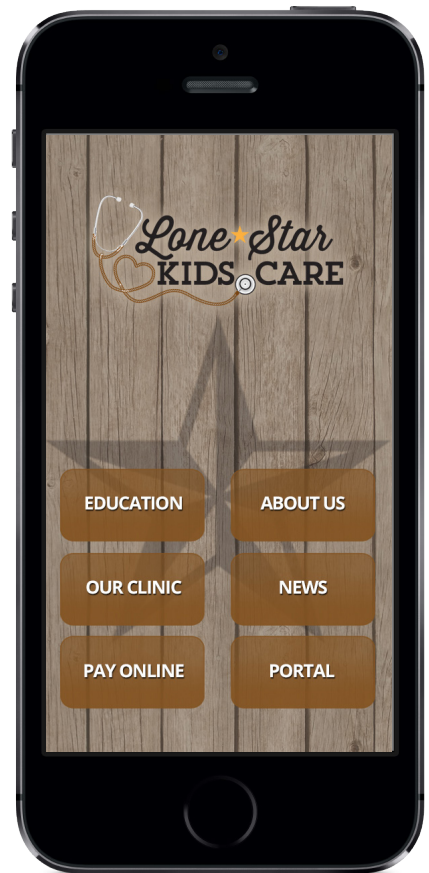 Lone Star
KIDS CARE
EDUCATION
ABOUT US
OUR CLINIC
NEWS
PAY ONLINE
PORTAL